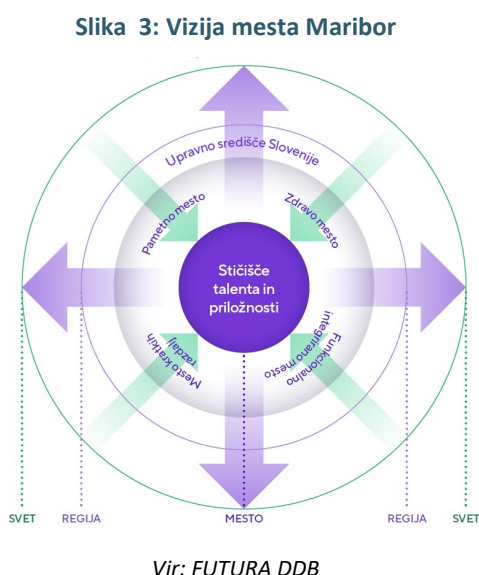 Slika 3: Vizija mesta Maribor
Upravno središče Slovenije
Pametno mesto
Zdravo mesto
Stičišče
talenta in
priložnosti
Mesto kratkih
razdalj
Funkcionalno
integrirano mesto
SVET
REGIJA
MESTO
REGIJA
SVET
Vir: FUTURA DDB